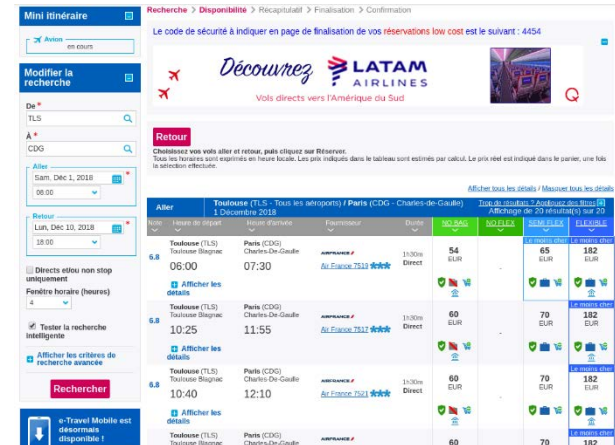 Mini itinéraire
Avion
en cours
Modifier la
recherche
De *
TLS
À *
CDG
Aller
Sam, Déc 1, 2018
08:00
Retour
Lun, Déc 10, 2018
18:00
Directs et/ou non stop
uniquement
Fenêtre horaire (heures)
4
Tester la recherche
intelligente
Afficher les critères de
recherche avancée
Rechercher
e-Travel Mobile est
désormais
disponible !
Recherche > Disponibilité > Récapitulatif > Finalisation > Confirmation
Le code de sécurité à indiquer en page de finalisation de vos réservations low cost est le suivant : 4454
Découvrez LATAM
AIRLINES
Vols directs vers l'Amérique du Sud
Retour
Choisissez vos vols aller et retour, puis cliquez sur Réserver.
Tous les horaires sont exprimés en heure locale. Les prix indiqués dans le tableau sont estimés par calcul. Le prix réel est indiqué dans le panier, une fois
la sélection effectuée.
Afficher tous les détails / Masquer tous les détails
Aller Toulouse (TLS - Tous les aéroports) / Paris (CDG - Charles-de-Gaulle) Trop de résultats ? Appliquez des filtres
1 Décembre 2018 Affichage de 20 résultat(s) sur 20
Note Heure de départ Heure d'arrivée Fournisseur Durée NO BAG NO FLEX SEMI FLEX FLEXIBLE
Le moins cher Le moins cher
6.8 Toulouse (TLS) Paris (CDG) 54 65 182
Toulouse Blagnac Charles-De-Gaulle AIRFRANCE 1h30m EUR - EUR EUR
06:00 07:30 Air France 7519 Direct
Afficher les
détails
Le moins cher
6.8 Toulouse (TLS) Paris (CDG) 60 70 182
Toulouse Blagnac Charles-De-Gaulle AIRFRANCE 1h30m EUR - EUR EUR
10:25 11:55 Air France 7517 Direct
Afficher les
détails
Le moins cher
6.8 Toulouse (TLS) Paris (CDG) 60 70 182
Toulouse Blagnac Charles-De-Gaulle AIRFRANCE 1h30m EUR - EUR EUR
10:40 12:10 Air France 7521 Direct
Afficher les
détails
Le moins cher
Toulouse (TLS) Paris (CDG) 60 70 182
Toulouse Blagnac Charles-De-Gaulle AIRFRANCE